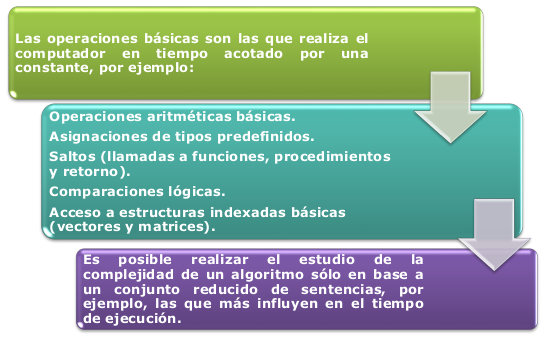 Las operaciones básicas son las que realiza el
computador en tiempo acotado por una
constante, por ejemplo:
Operaciones aritméticas básicas.
Asignaciones de tipos predefinidos.
Saltos (llamadas a funciones, procedimientos
y retorno).
Comparaciones lógicas.
Acceso a estructuras indexadas básicas
(vectores y matrices).
Es posible realizar el estudio de la
complejidad de un algoritmo sólo en base a
un conjunto reducido de sentencias, por
ejemplo, las que más influyen en el tiempo
de ejecución.